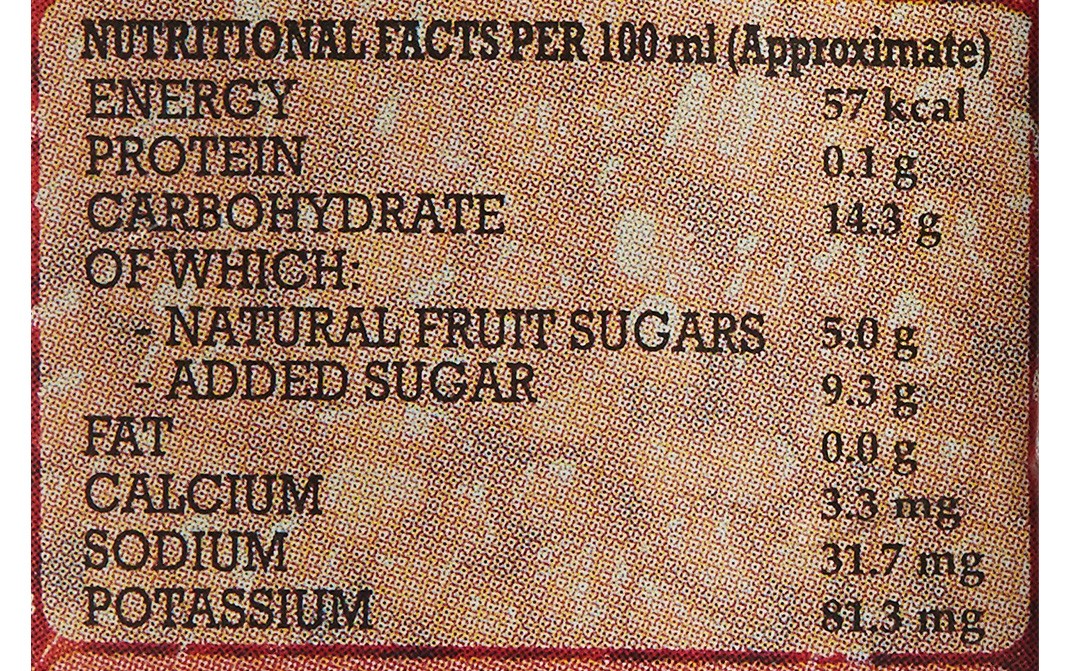 NUTRITIONAL FACTS PER 100 ml (Approximate)
ENERGY 57 kcal
PROTEIN 0.1 g
CARBOHYDRATE 14.3 g
OF WHICH:
- NATURAL FRUIT SUGARS 5.0 g
- ADDED SUGAR 9.3 g
FAT 0.0 g
CALCIUM 3.3 mg
SODIUM 31.7 mg
POTASSIUM 81.3 mg